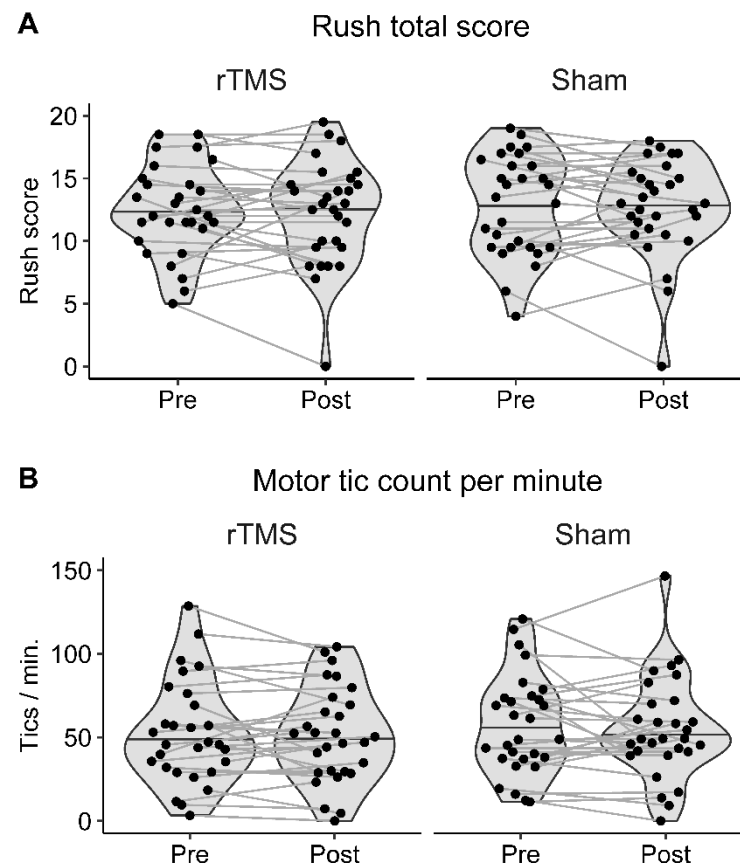 A
Rush total score
rTMS Sham
Rush score
20
15
10
5
0
Pre Post Pre Post
B
Motor tic count per minute
rTMS Sham
Tics / min.
150
100
50
0
Pre Post Pre Post